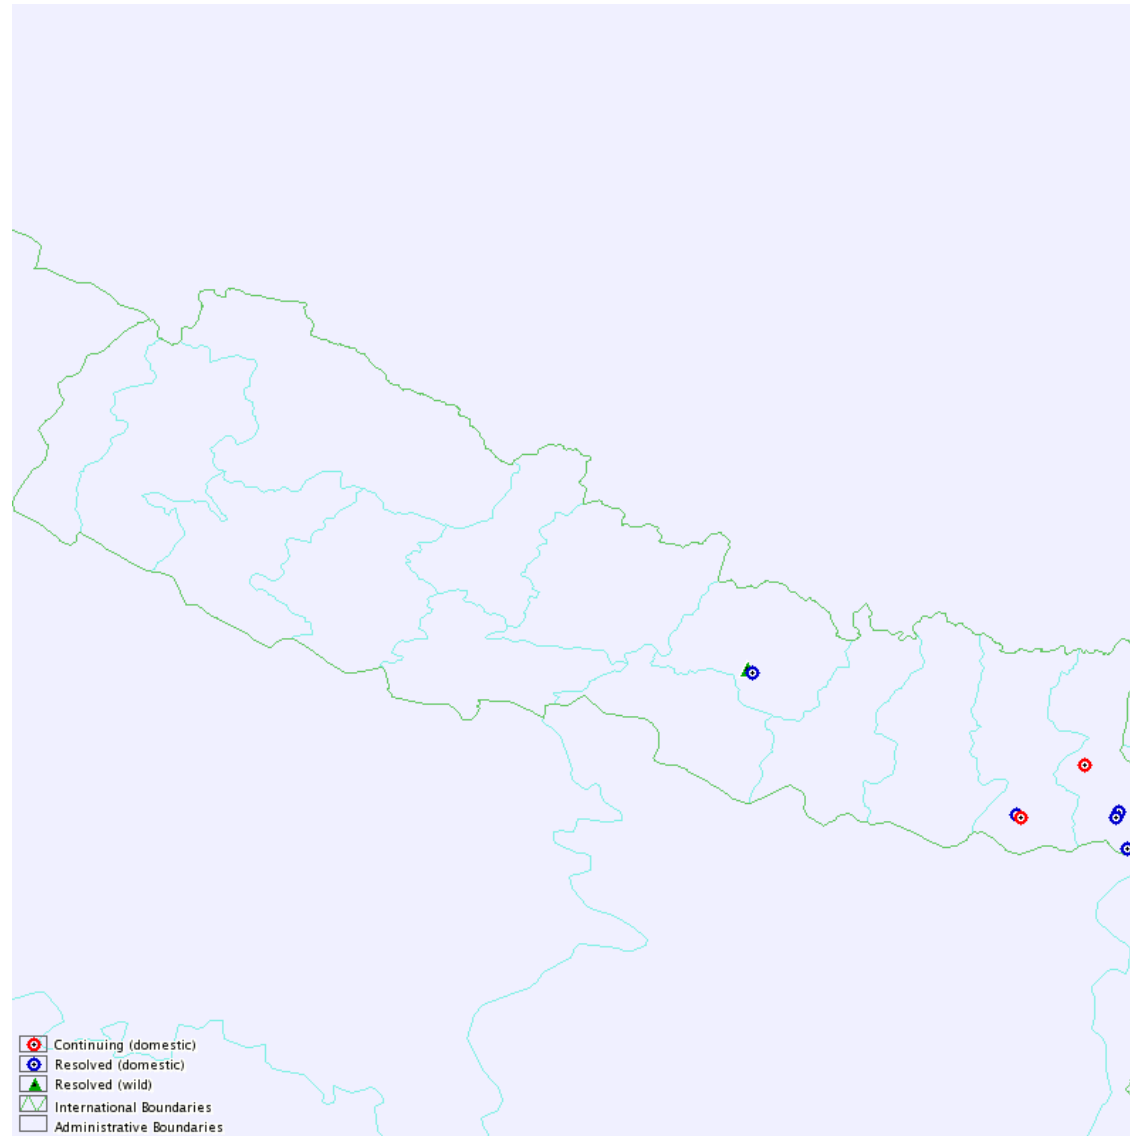 Continuing (domestic)
Resolved (domestic)
Resolved (wild)
International Boundaries
Administrative Boundaries